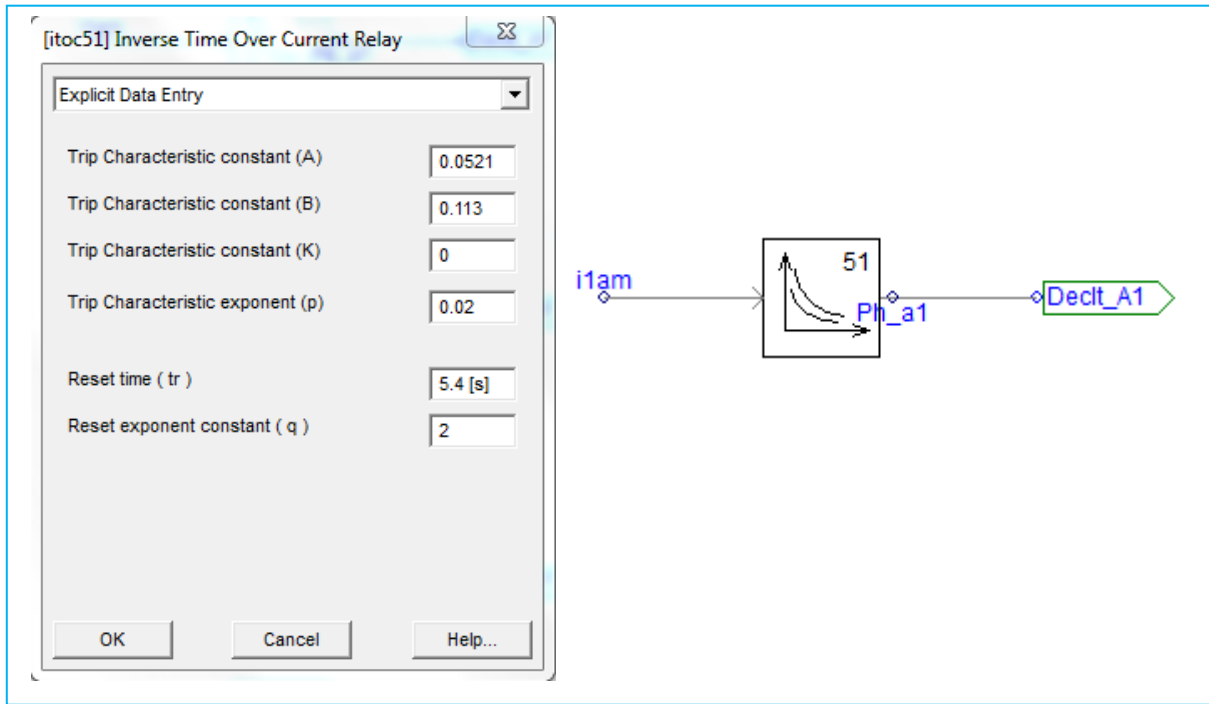 [itoc51] Inverse Time Over Current Relay
Explicit Data Entry
Trip Characteristic constant (A) 0.0521
Trip Characteristic constant (B) 0.113
Trip Characteristic constant (K) 0
Trip Characteristic exponent (p) 0.02
Reset time ( tr ) 5.4 [s]
Reset exponent constant ( q ) 2
OK Cancel Help...
i1am
51
Ph_a1
DecIt_A1